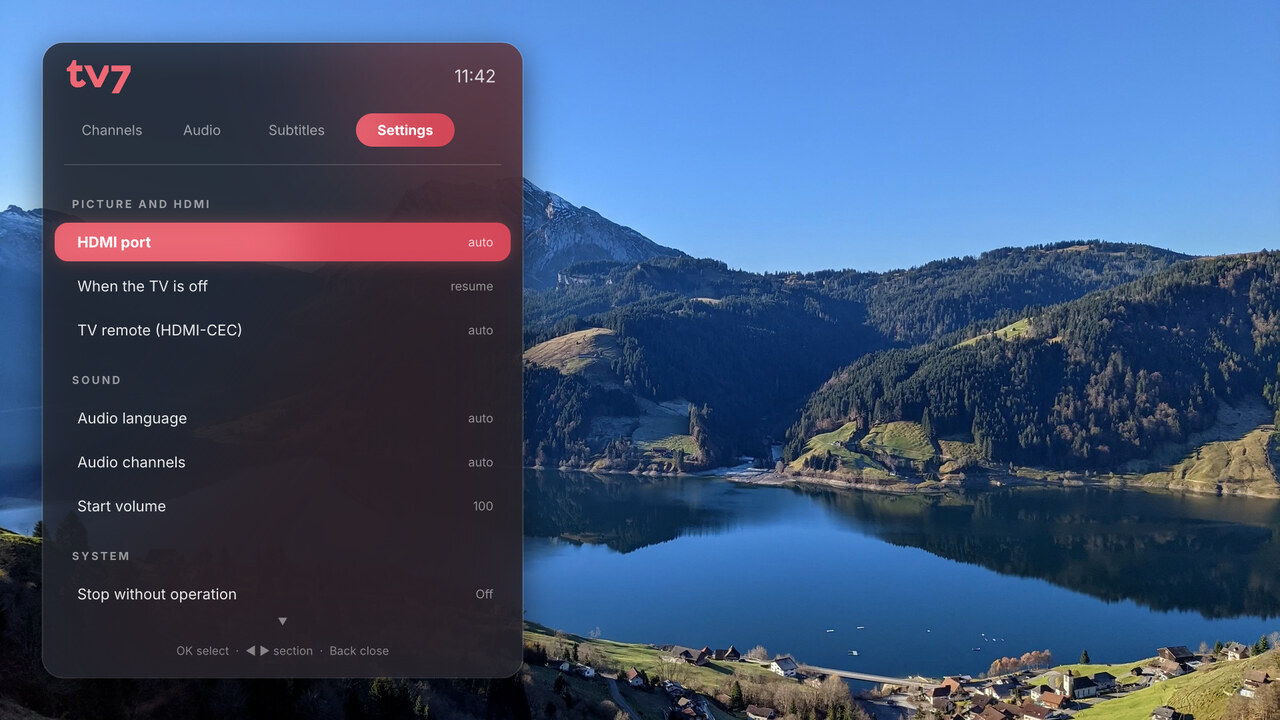 tv7
11:42
Channels Audio Subtitles Settings
PICTURE AND HDMI
HDMI port auto
When the TV is off resume
TV remote (HDMI-CEC) auto
SOUND
Audio language auto
Audio channels auto
Start volume 100
SYSTEM
Stop without operation Off
▼
OK select · ◀ ▶ section · Back close